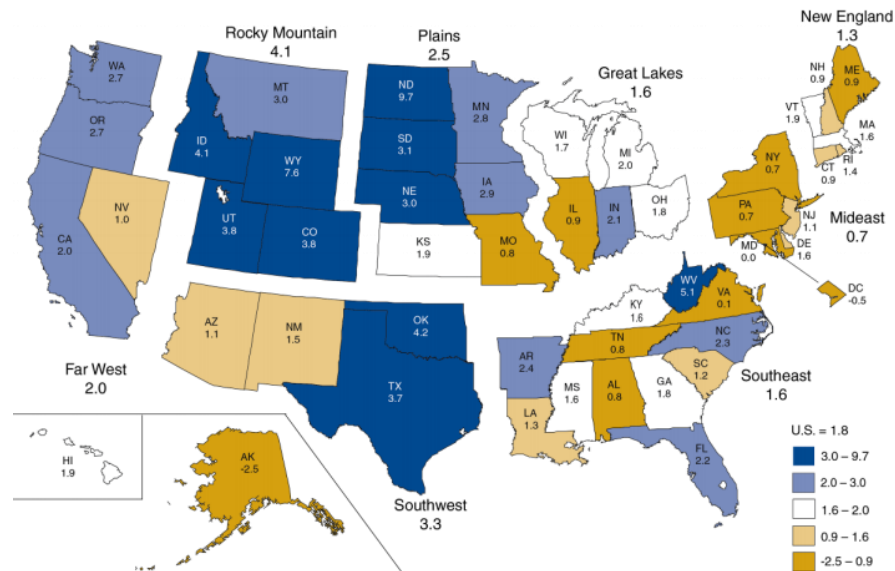 New England
1.3
Rocky Mountain
4.1
Plains
2.5
Great Lakes
1.6
Mideast
0.7
Southeast
1.6
Southwest
3.3
Far West
2.0
WA
2.7
OR
2.7
CA
2.0
NV
1.0
ID
4.1
MT
3.0
WY
7.6
UT
3.8
CO
3.8
ND
9.7
SD
3.1
NE
3.0
KS
1.9
MN
2.8
IA
2.9
MO
0.8
WI
1.7
MI
2.0
IL
0.9
IN
2.1
OH
1.8
NH
0.9
ME
0.9
VT
1.9
MA
1.6
RI
1.4
CT
0.9
NY
0.7
PA
0.7
NJ
1.1
DE
1.6
MD
0.0
DC
-0.5
WV
5.1
VA
0.1
KY
1.6
TN
0.8
NC
2.3
SC
1.2
GA
1.8
AL
0.8
MS
1.6
AR
2.4
LA
1.3
FL
2.2
AZ
1.1
NM
1.5
OK
4.2
TX
3.7
HI
1.9
AK
-2.5
U.S. = 1.8
3.0 – 9.7
2.0 – 3.0
1.6 – 2.0
0.9 – 1.6
-2.5 – 0.9